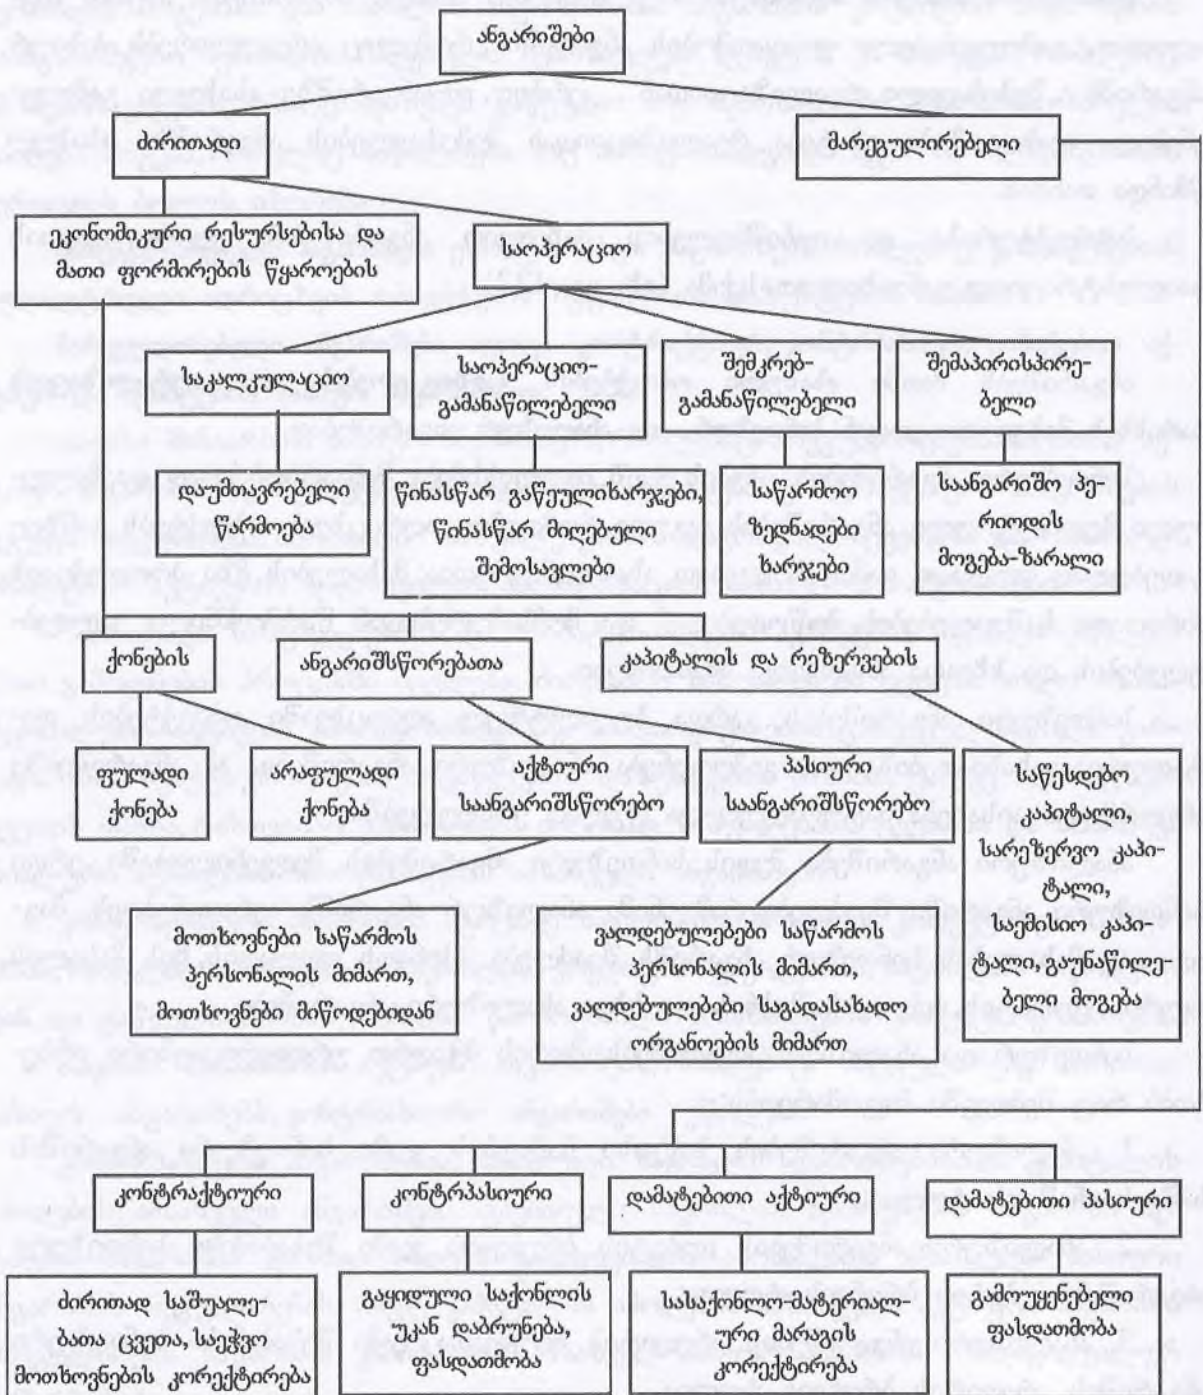 ანგარიშები
ძირითადი
მარეგულირებელი
ეკონომიკური რესურსებისა და
მათი ფორმირების წყაროების
საოპერაციო
საკალკულაციო
საოპერაციო-
გამანაწილებელი
შემკრებ-
გამანაწილებელი
შემაპირისპირე-
ბელი
დაუმთავრებელი
წარმოება
წინასწარ გაწეულიხარჯები,
წინასწარ მიღებული
შემოსავლები
საწარმოო
ზედნადები
ხარჯები
საანგარიშო პე-
რიოდის
მოგება-ზარალი
ქონების
ანგარიშსწორებათა
კაპიტალის და რეზერვების
ფულადი
ქონება
არაფულადი
ქონება
აქტიური
საანგარიშსწორებო
პასიური
საანგარიშსწორებო
საწესდებო
კაპიტალი,
სარეზერვო კაპი-
ტალი,
საემისიო კაპი-
ტალი, გაუნაწილე-
ბელი მოგება
მოთხოვნები საწარმოს
პერსონალის მიმართ,
მოთხოვნები მიწოდებიდან
ვალდებულებები საწარმოს
პერსონალის მიმართ,
ვალდებულებები საგადასახადო
ორგანოების მიმართ
კონტრაქტიური
კონტრპასიური
დამატებითი აქტიური
დამატებითი პასიური
ძირითად საშუალე-
ბათა ცვეთა, საეჭვო
მოთხოვნების კორექტირება
გაყიდული საქონლის
უკან დაბრუნება,
ფასდათმობა
სასაქონლო-მატერიალ-
ური მარაგის
კორექტირება
გამოუყენებელი
ფასდათმობა